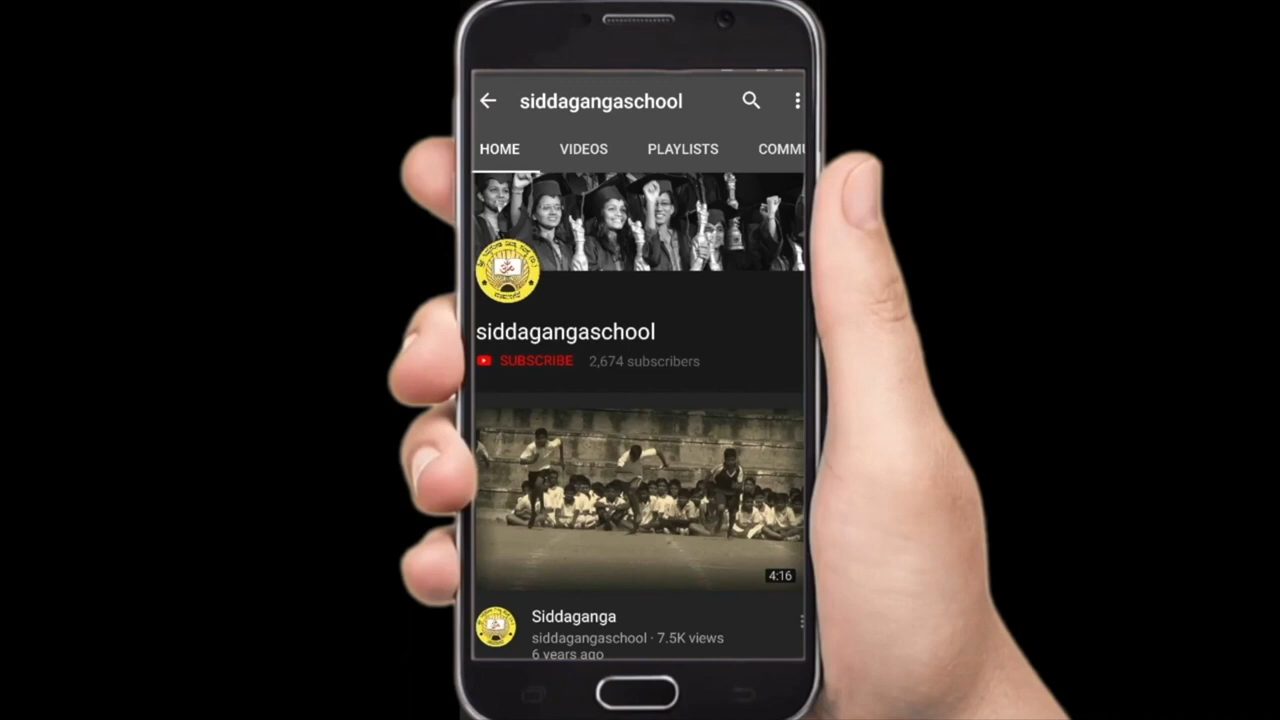 siddagangaschool
HOME VIDEOS PLAYLISTS COMMU
siddagangaschool
SUBSCRIBE 2,674 subscribers
4:16
Siddaganga
siddagangaschool · 7.5K views
6 years ago